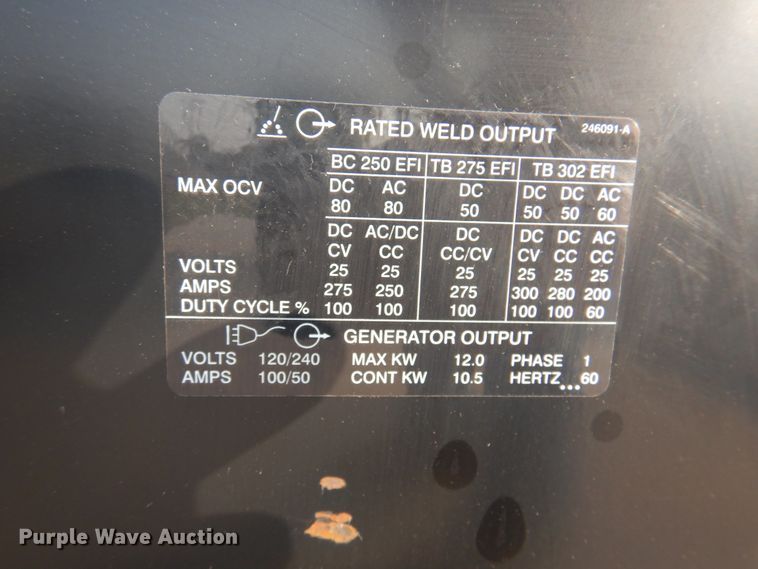 RATED WELD OUTPUT 246091-A
BC 250 EFI TB 275 EFI TB 302 EFI
MAX OCV DC AC DC DC DC AC
80 80 50 50 50 60
DC AC/DC DC DC DC AC
CV CC CC/CV CV CC CC
VOLTS 25 25 25 25 25 25
AMPS 275 250 275 300 280 200
DUTY CYCLE % 100 100 100 100 100 60
GENERATOR OUTPUT
VOLTS 120/240 MAX KW 12.0 PHASE 1
AMPS 100/50 CONT KW 10.5 HERTZ 60
Purple Wave Auction